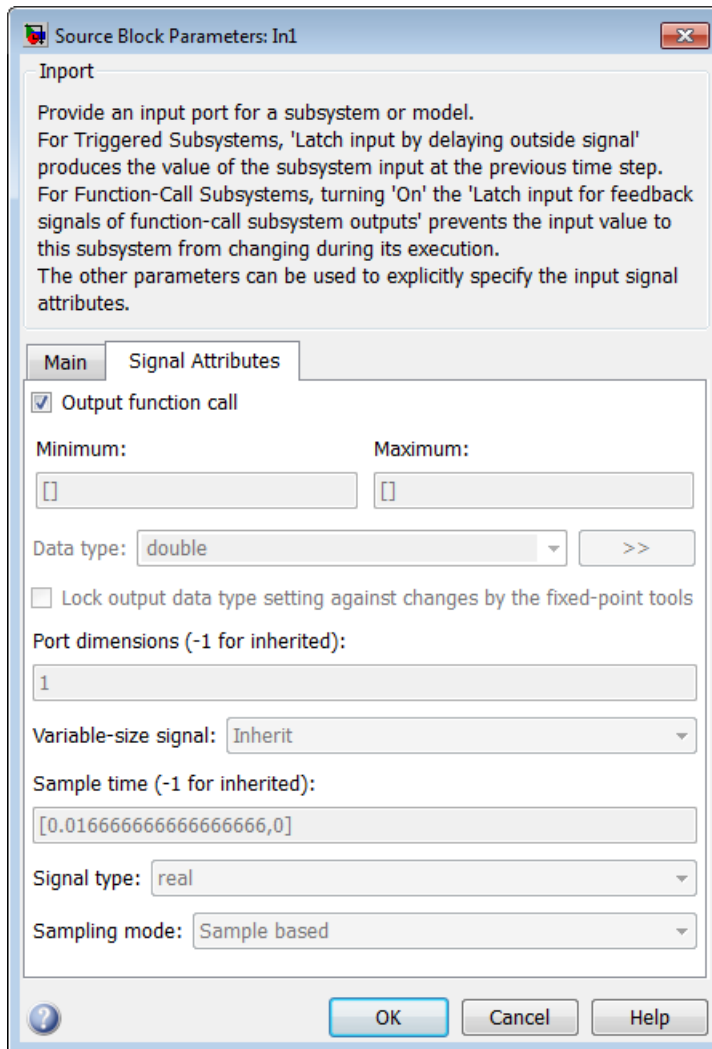 Source Block Parameters: In1
Inport
Provide an input port for a subsystem or model.
For Triggered Subsystems, 'Latch input by delaying outside signal'
produces the value of the subsystem input at the previous time step.
For Function-Call Subsystems, turning 'On' the 'Latch input for feedback
signals of function-call subsystem outputs' prevents the input value to
this subsystem from changing during its execution.
The other parameters can be used to explicitly specify the input signal
attributes.
Main Signal Attributes
Output function call
Minimum: Maximum:
[] []
Data type: double >>
Lock output data type setting against changes by the fixed-point tools
Port dimensions (-1 for inherited):
1
Variable-size signal: Inherit
Sample time (-1 for inherited):
[0.016666666666666666,0]
Signal type: real
Sampling mode: Sample based
? OK Cancel Help